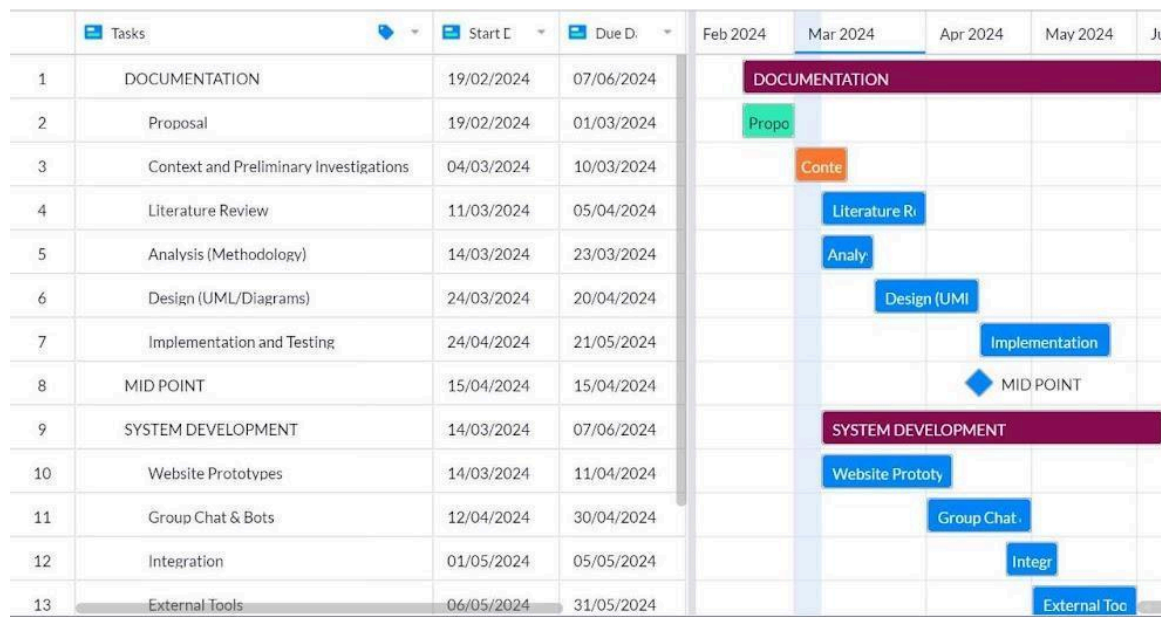 Tasks Start D Due D. Feb 2024 Mar 2024 Apr 2024 May 2024
1 DOCUMENTATION 19/02/2024 07/06/2024 DOCUMENTATION
2 Proposal 19/02/2024 01/03/2024 Propo
3 Context and Preliminary Investigations 04/03/2024 10/03/2024 Conte
4 Literature Review 11/03/2024 05/04/2024 Literature R
5 Analysis (Methodology) 14/03/2024 23/03/2024 Analy
6 Design (UML/Diagrams) 24/03/2024 20/04/2024 Design (UMl
7 Implementation and Testing 24/04/2024 21/05/2024 Implementation
8 MID POINT 15/04/2024 15/04/2024 MID POINT
9 SYSTEM DEVELOPMENT 14/03/2024 07/06/2024 SYSTEM DEVELOPMENT
10 Website Prototypes 14/03/2024 11/04/2024 Website Prototy
11 Group Chat & Bots 12/04/2024 30/04/2024 Group Chat
12 Integration 01/05/2024 05/05/2024 Integr
13 External Tools 06/05/2024 31/05/2024 External Too